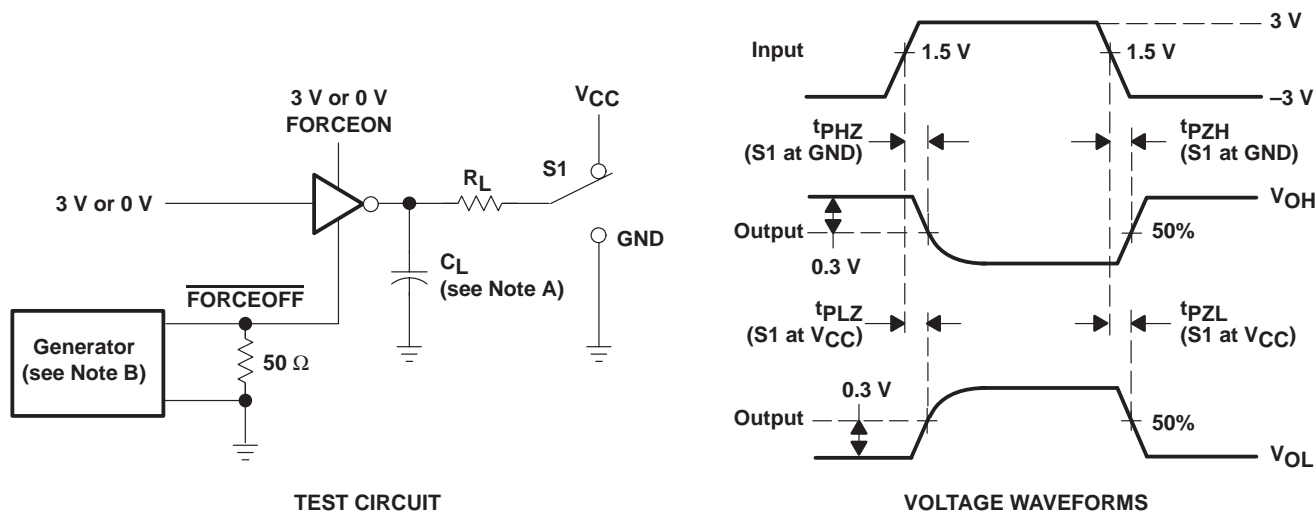 3 V or 0 V
FORCEON
VCC
S1
RL
3 V or 0 V
GND
CL
(see Note A)
FORCEOFF
Generator
(see Note B)
50 Ω
TEST CIRCUIT
3 V
Input
1.5 V
1.5 V
–3 V
tPHZ
(S1 at GND)
tPZH
(S1 at GND)
VOH
Output
50%
0.3 V
tPLZ
(S1 at VCC)
tPZL
(S1 at VCC)
0.3 V
Output
50%
VOL
VOLTAGE WAVEFORMS